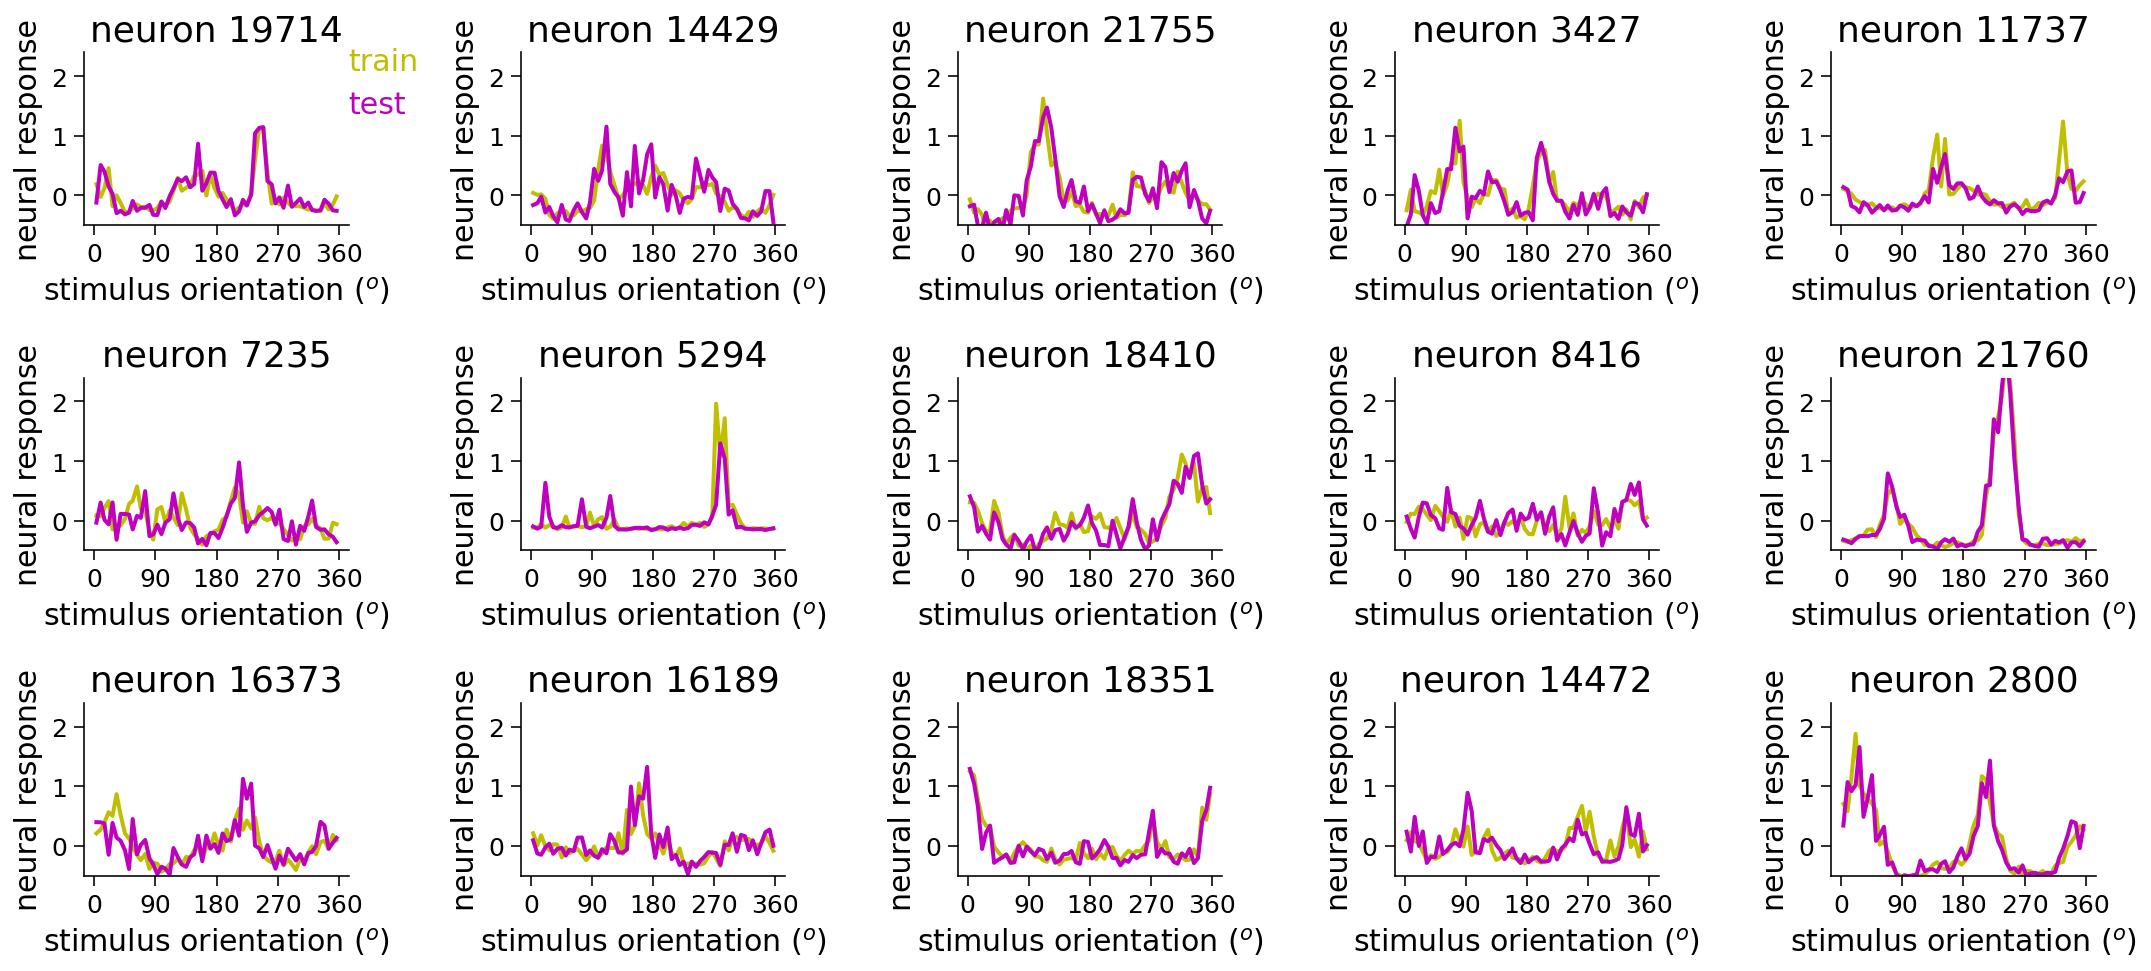 neuron 19714
neuron 14429
neuron 21755
neuron 3427
neuron 11737
train
test
neural response
2
1
0
0 90 180 270 360
stimulus orientation (°)
neural response
2
1
0
0 90 180 270 360
stimulus orientation (°)
neural response
2
1
0
0 90 180 270 360
stimulus orientation (°)
neural response
2
1
0
0 90 180 270 360
stimulus orientation (°)
neural response
2
1
0
0 90 180 270 360
stimulus orientation (°)
neuron 7235
neuron 5294
neuron 18410
neuron 8416
neuron 21760
neural response
2
1
0
0 90 180 270 360
stimulus orientation (°)
neural response
2
1
0
0 90 180 270 360
stimulus orientation (°)
neural response
2
1
0
0 90 180 270 360
stimulus orientation (°)
neural response
2
1
0
0 90 180 270 360
stimulus orientation (°)
neural response
2
1
0
0 90 180 270 360
stimulus orientation (°)
neuron 16373
neuron 16189
neuron 18351
neuron 14472
neuron 2800
neural response
2
1
0
0 90 180 270 360
stimulus orientation (°)
neural response
2
1
0
0 90 180 270 360
stimulus orientation (°)
neural response
2
1
0
0 90 180 270 360
stimulus orientation (°)
neural response
2
1
0
0 90 180 270 360
stimulus orientation (°)
neural response
2
1
0
0 90 180 270 360
stimulus orientation (°)